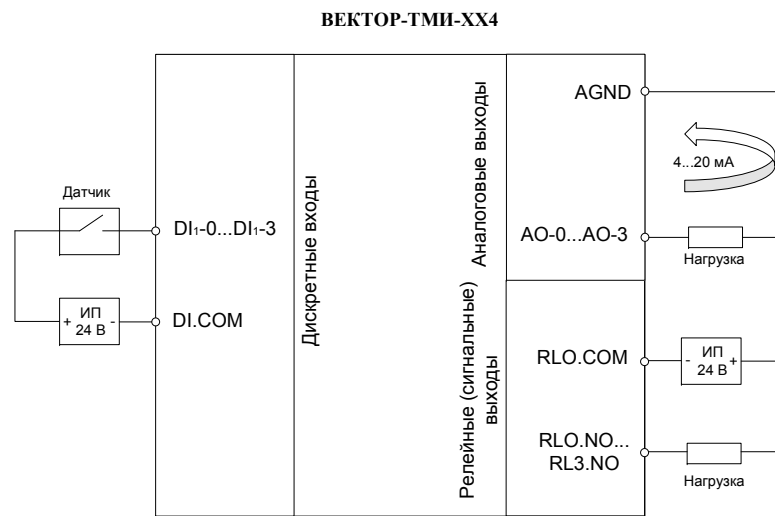 ВЕКТОР-ТМИ-ХХ4
Датчик
DI₁-0...DI₁-3
+ ИП -
24 В
DI.COM
Дискретные входы
Аналоговые выходы
AGND
4...20 мА
AO-0...AO-3
Нагрузка
Релейные (сигнальные)
выходы
RLO.COM
- ИП +
24 В
RLO.NO...
RL3.NO
Нагрузка